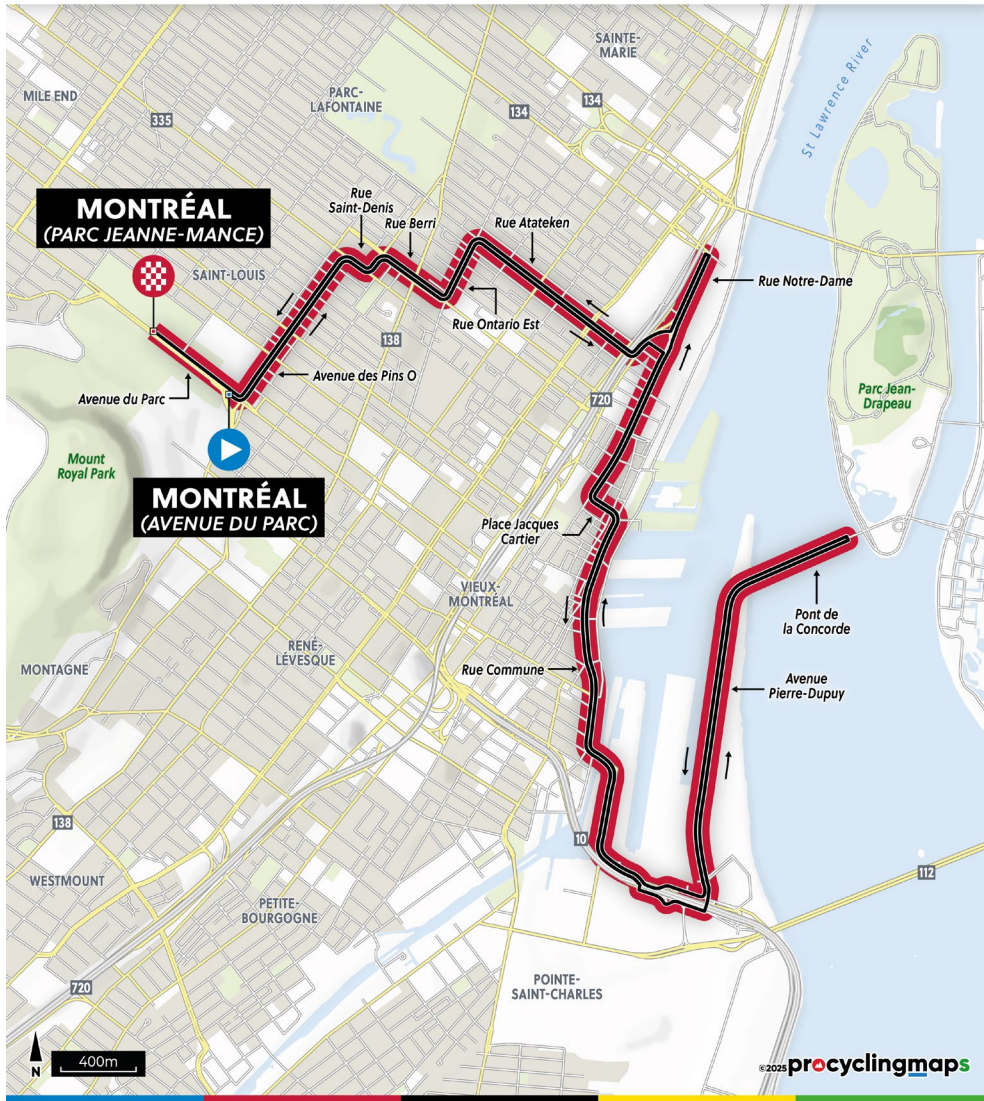 SAINTE-
MARIE
MILE END
PARC-
LAFONTAINE
134
134
335
St Lawrence River
MONTRÉAL
(PARC JEANNE-MANCE)
Rue
Saint-Denis
Rue Berri
Rue Atateken
SAINT-LOUIS
Rue Notre-Dame
Rue Ontario Est
138
Avenue des Pins O
Avenue du Parc
720
Parc Jean-
Drapeau
Mount
Royal Park
MONTRÉAL
(AVENUE DU PARC)
Place Jacques
Cartier
VIEUX-
MONTRÉAL
Pont de
la Concorde
RENÉ-
LÉVESQUE
MONTAGNE
Rue Commune
Avenue
Pierre-Dupuy
138
10
112
WESTMOUNT
PETITE-
BOURGOGNE
POINTE-
SAINT-CHARLES
720
N
400m
©2025 procyclingmaps